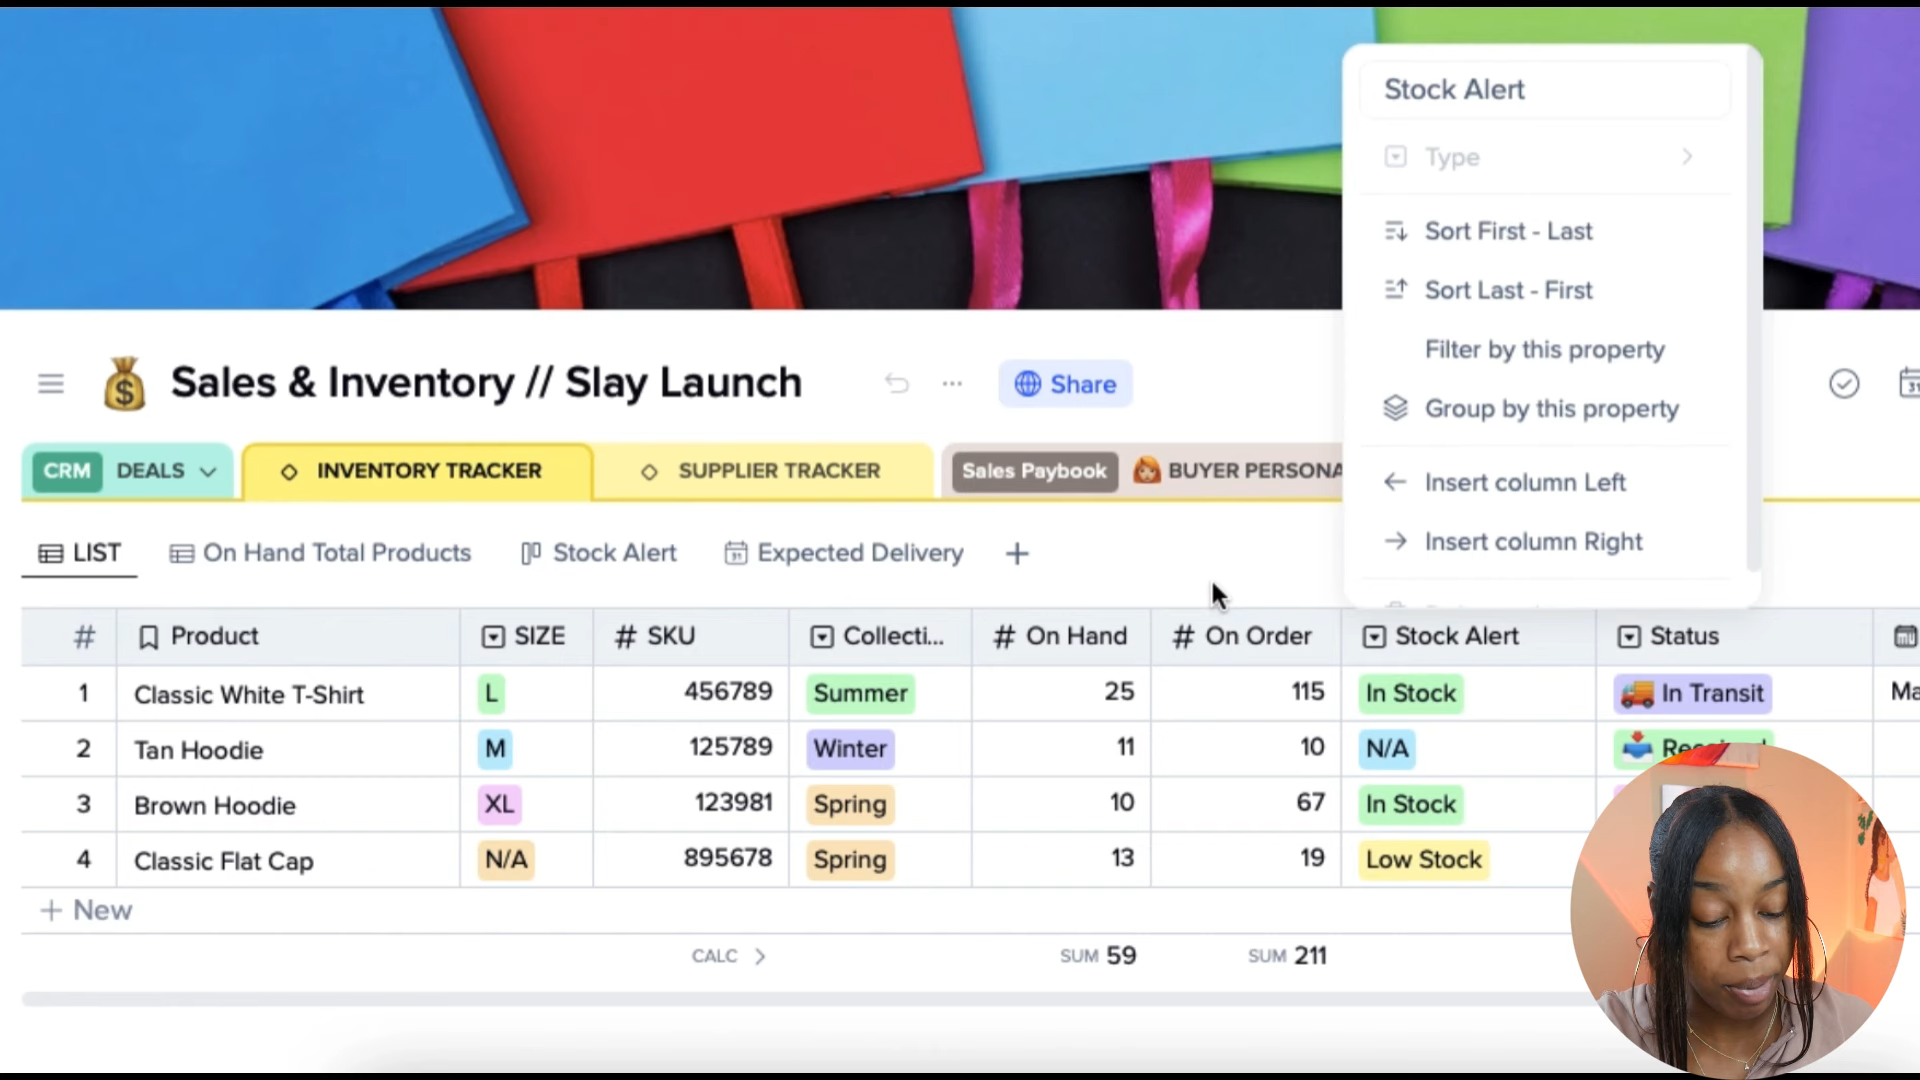 Stock Alert
Type
Sort First - Last
Sort Last - First
Filter by this property
Group by this property
Insert column Left
Insert column Right
Sales & Inventory // Slay Launch
Share
CRM DEALS
INVENTORY TRACKER
SUPPLIER TRACKER
Sales Paybook
BUYER PERSONA
LIST
On Hand Total Products
Stock Alert
Expected Delivery
# Product SIZE # SKU Collecti... # On Hand # On Order Stock Alert Status
1 Classic White T-Shirt L 456789 Summer 25 115 In Stock In Transit Ma
2 Tan Hoodie M 125789 Winter 11 10 N/A
3 Brown Hoodie XL 123981 Spring 10 67 In Stock
4 Classic Flat Cap N/A 895678 Spring 13 19 Low Stock
+ New
CALC SUM 59 SUM 211